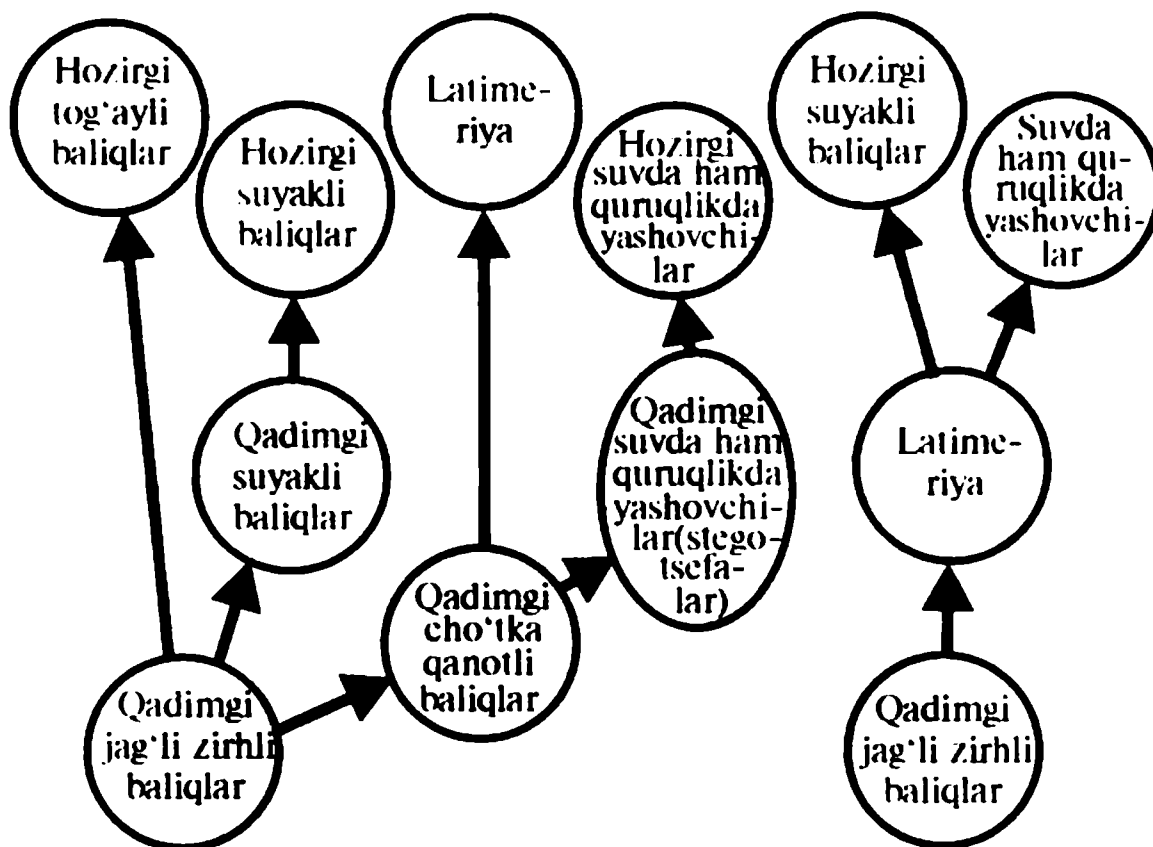 Hozirgi
tog‘ayli
baliqlar
Hozirgi
suyakli
baliqlar
Latime-
riya
Hozirgi
suvda ham
quruqlikda
yashovchi-
lar
Hozirgi
suyakli
baliqlar
Suvda
ham qu-
ruqlikda
yashovchi-
lar
Qadimgi
suyakli
baliqlar
Qadimgi
suvda ham
quruqlikda
yashovchi-
lar(stego-
tsefa-
lar)
Latime-
riya
Qadimgi
cho‘tka
qanotli
baliqlar
Qadimgi
jag‘li zirhli
baliqlar
Qadimgi
jag‘li zirhli
baliqlar